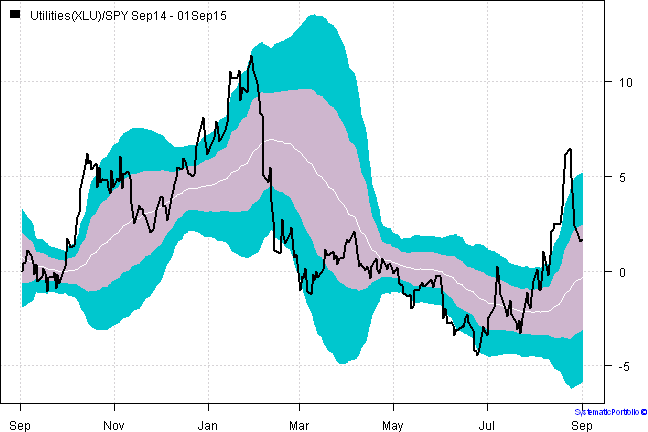 Utilities(XLU)/SPY Sep14 - 01Sep15
10
5
0
-5
SystematicPortfolio ©
Sep Nov Jan Mar May Jul Sep